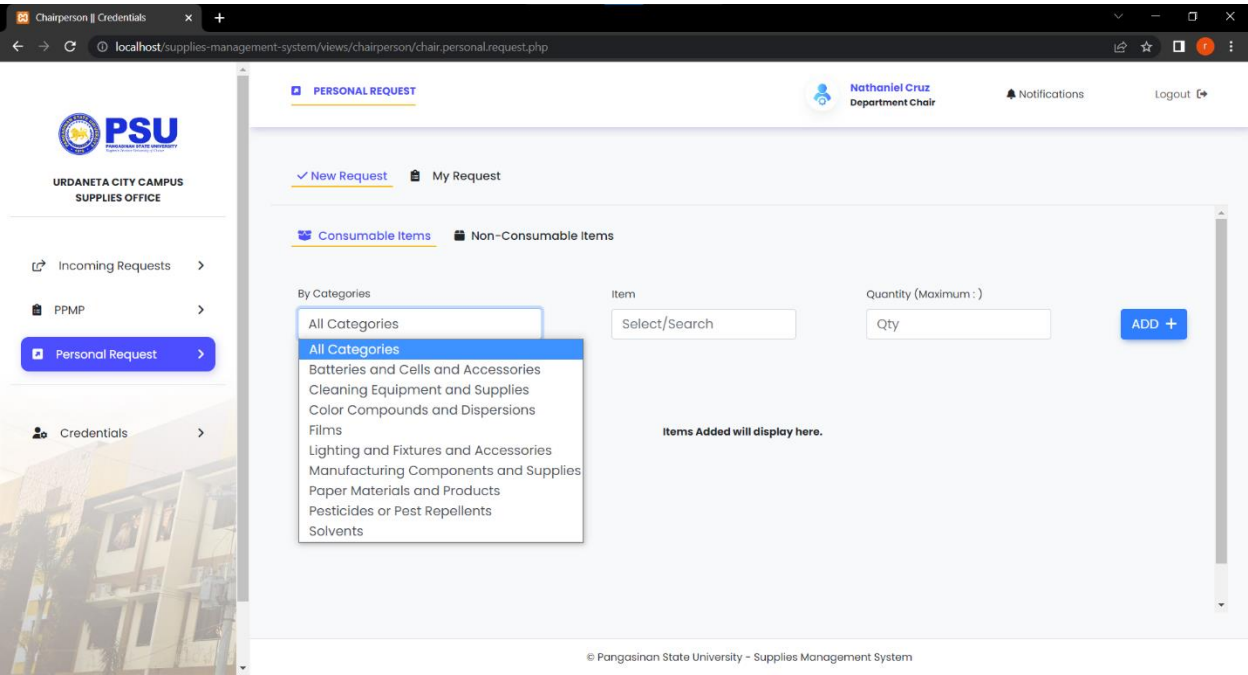 Chairperson || Credentials
localhost/supplies-management-system/views/chairperson/chair.personal.request.php
PSU
PANGASINAN STATE UNIVERSITY
URDANETA CITY CAMPUS
SUPPLIES OFFICE
Incoming Requests
PPMP
Personal Request
Credentials
PERSONAL REQUEST
Nathaniel Cruz
Department Chair
Notifications
Logout
New Request
My Request
Consumable Items
Non-Consumable Items
By Categories
Item
Quantity (Maximum : )
All Categories
Select/Search
Qty
ADD +
All Categories
Batteries and Cells and Accessories
Cleaning Equipment and Supplies
Color Compounds and Dispersions
Films
Lighting and Fixtures and Accessories
Manufacturing Components and Supplies
Paper Materials and Products
Pesticides or Pest Repellents
Solvents
Items Added will display here.
© Pangasinan State University - Supplies Management System